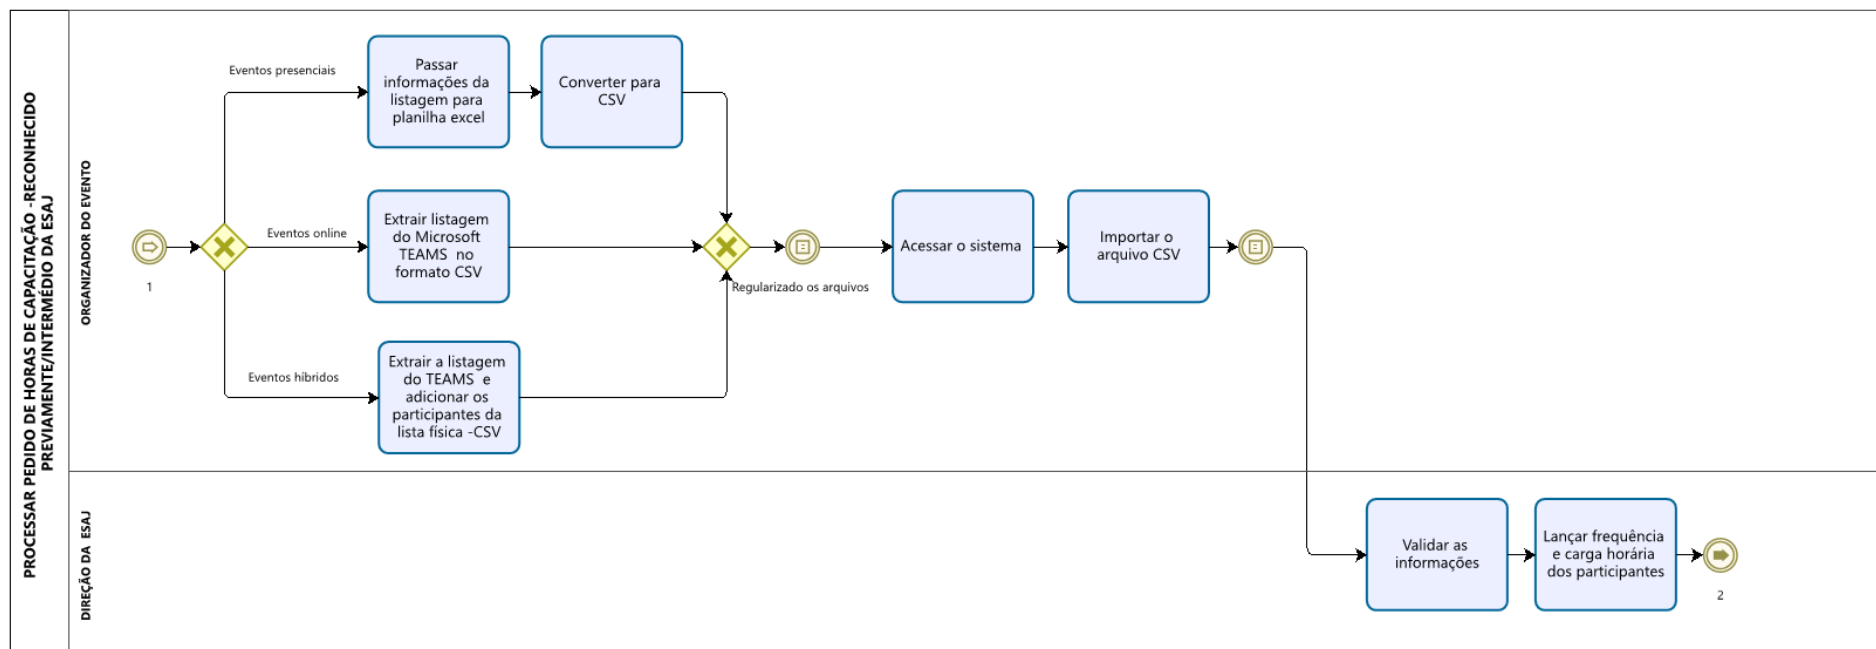 PROCESSAR PEDIDO DE HORAS DE CAPACITAÇÃO -RECONHECIDO
PREVIAMENTE/INTERMÉDIO DA ESAJ
ORGANIZADOR DO EVENTO
1
Eventos presenciais
Passar
informações da
listagem para
planilha excel
Converter para
CSV
Eventos online
Extrair listagem
do Microsoft
TEAMS no
formato CSV
Eventos híbridos
Extrair a listagem
do TEAMS e
adicionar os
participantes da
lista física -CSV
Regularizado os arquivos
Acessar o sistema
Importar o
arquivo CSV
DIREÇÃO DA ESAJ
Validar as
informações
Lançar frequência
e carga horária
dos participantes
2